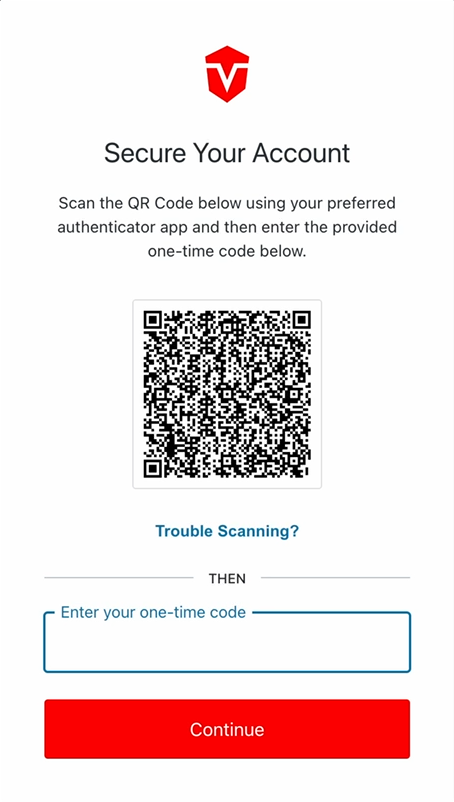 Secure Your Account
Scan the QR Code below using your preferred
authenticator app and then enter the provided
one-time code below.
Trouble Scanning?
THEN
Enter your one-time code
Continue